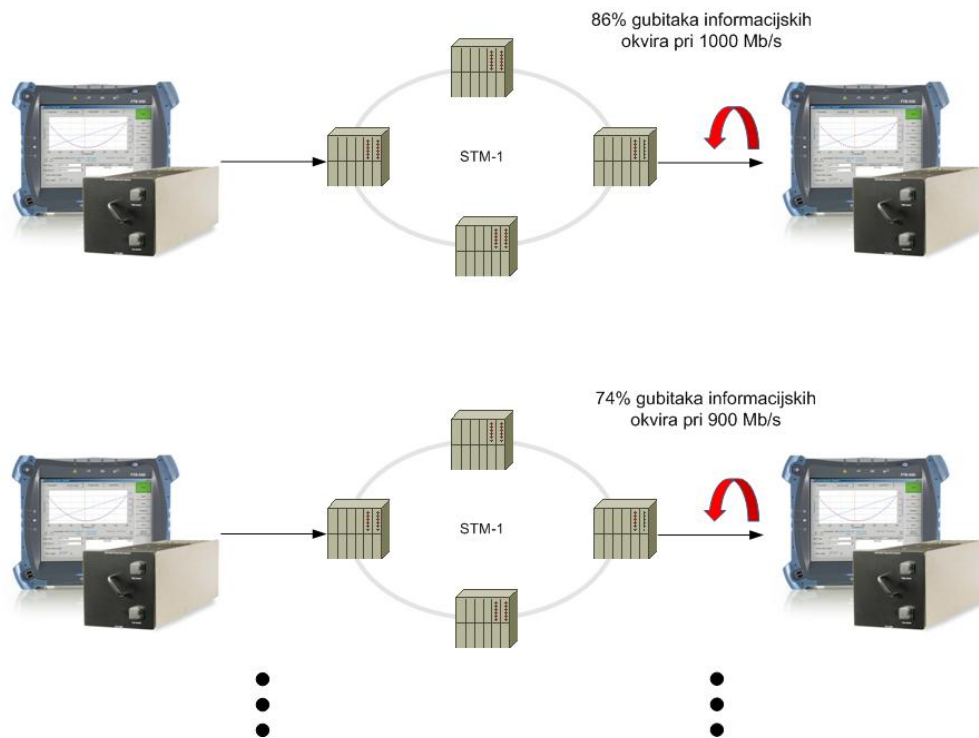 86% gubitaka informacijskih
okvira pri 1000 Mb/s
STM-1
74% gubitaka informacijskih
okvira pri 900 Mb/s
STM-1